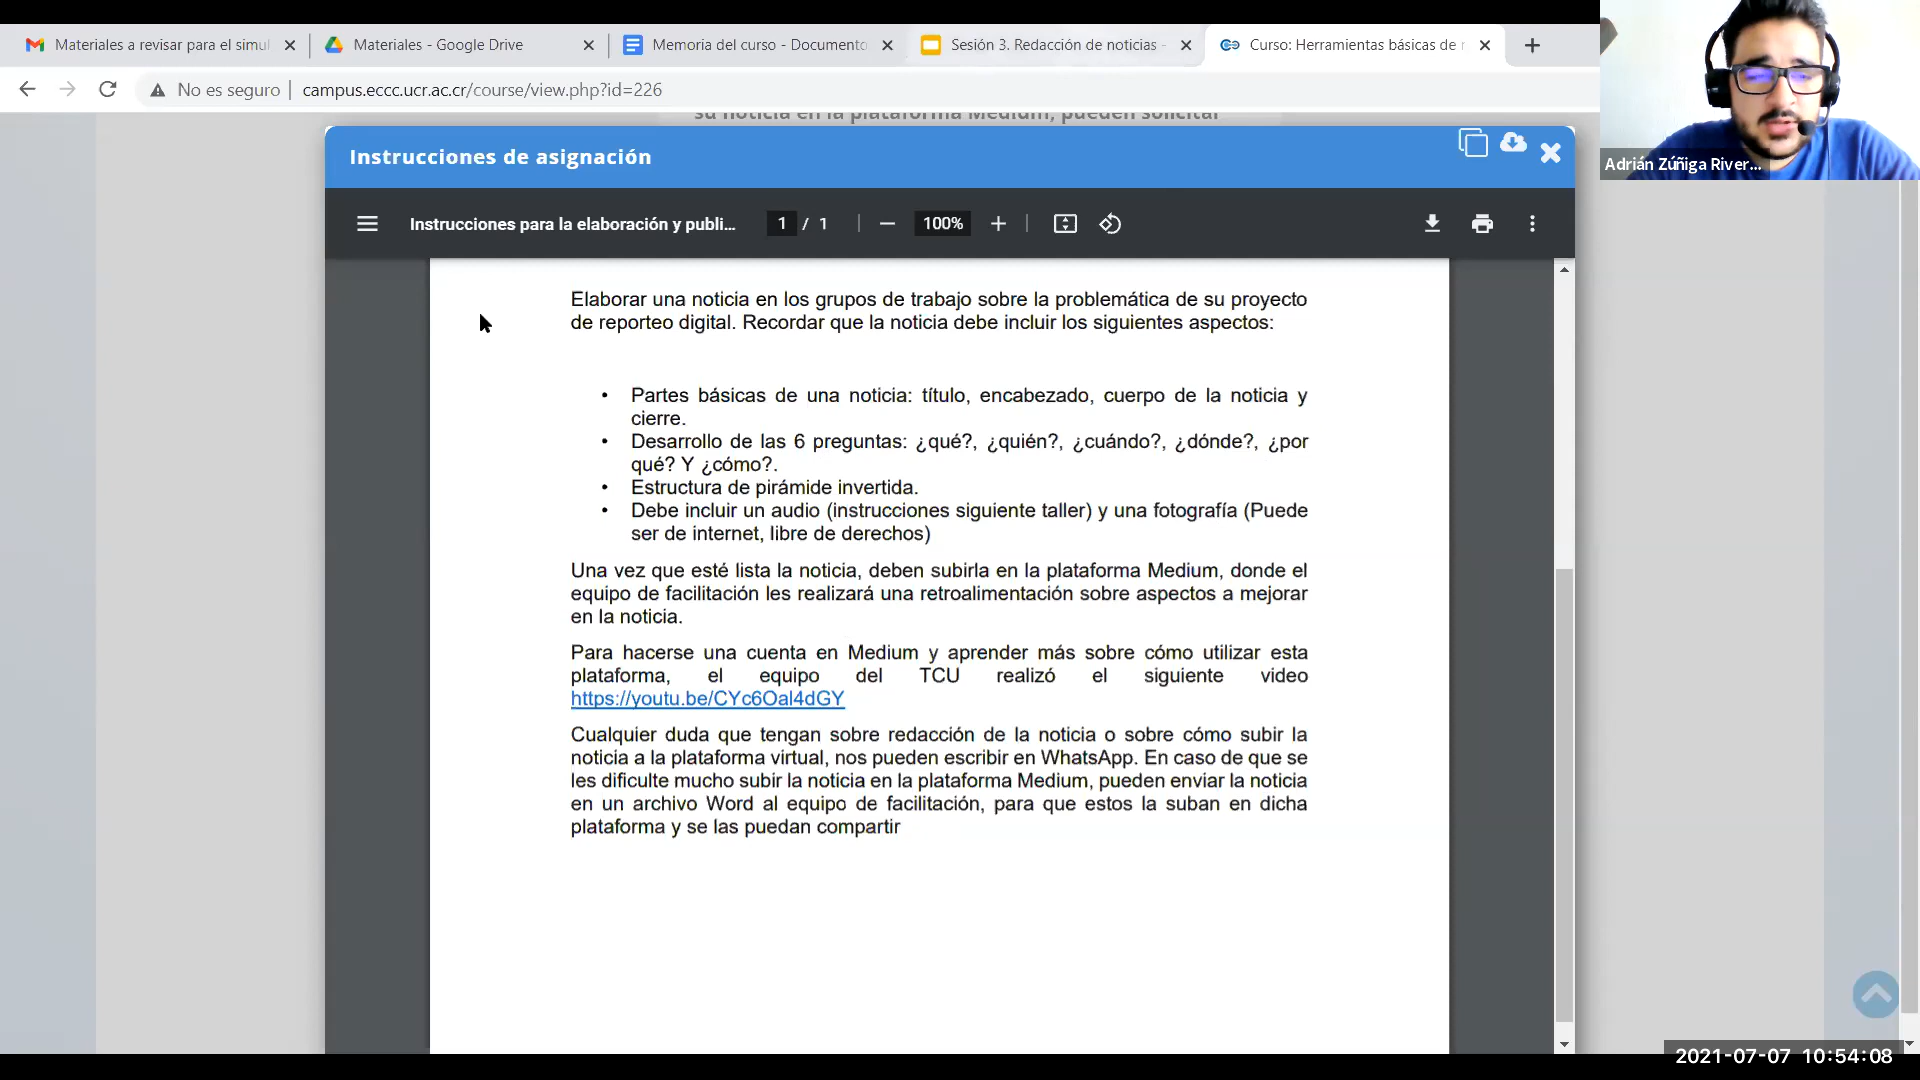 Materiales a revisar para el simul
Materiales - Google Drive
Memoria del curso - Documento
Sesión 3. Redacción de noticias -
Curso: Herramientas básicas de r
No es seguro
campus.eccc.ucr.ac.cr/course/view.php?id=226
Adrián Zúñiga River...
su noticia en la plataforma Medium, pueden solicitar
Instrucciones de asignación
Instrucciones para la elaboración y publi...
1 / 1
100%
Elaborar una noticia en los grupos de trabajo sobre la problemática de su proyecto
de reporteo digital. Recordar que la noticia debe incluir los siguientes aspectos:
• Partes básicas de una noticia: título, encabezado, cuerpo de la noticia y
cierre.
• Desarrollo de las 6 preguntas: ¿qué?, ¿quién?, ¿cuándo?, ¿dónde?, ¿por
qué? Y ¿cómo?.
• Estructura de pirámide invertida.
• Debe incluir un audio (instrucciones siguiente taller) y una fotografía (Puede
ser de internet, libre de derechos)
Una vez que esté lista la noticia, deben subirla en la plataforma Medium, donde el
equipo de facilitación les realizará una retroalimentación sobre aspectos a mejorar
en la noticia.
Para hacerse una cuenta en Medium y aprender más sobre cómo utilizar esta
plataforma, el equipo del TCU realizó el siguiente video
https://youtu.be/CYc6Oal4dGY
Cualquier duda que tengan sobre redacción de la noticia o sobre cómo subir la
noticia a la plataforma virtual, nos pueden escribir en WhatsApp. En caso de que se
les dificulte mucho subir la noticia en la plataforma Medium, pueden enviar la noticia
en un archivo Word al equipo de facilitación, para que estos la suban en dicha
plataforma y se las puedan compartir
2021-07-07 10:54:08